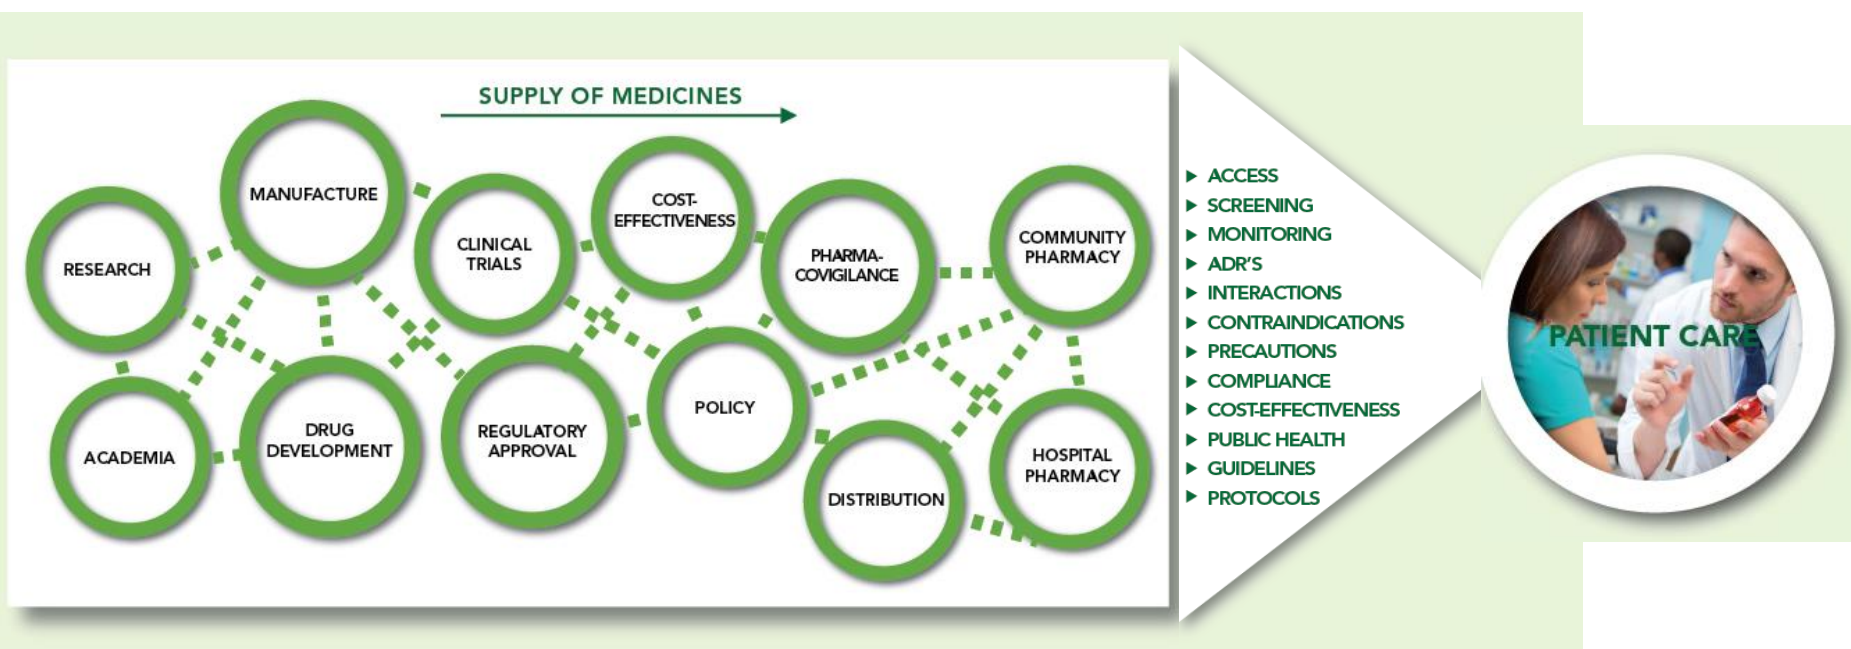 SUPPLY OF MEDICINES
RESEARCH
MANUFACTURE
ACADEMIA
DRUG
DEVELOPMENT
CLINICAL
TRIALS
REGULATORY
APPROVAL
COST-
EFFECTIVENESS
POLICY
PHARMA-
COVIGILANCE
DISTRIBUTION
COMMUNITY
PHARMACY
HOSPITAL
PHARMACY
ACCESS
SCREENING
MONITORING
ADR'S
INTERACTIONS
CONTRAINDICATIONS
PRECAUTIONS
COMPLIANCE
COST-EFFECTIVENESS
PUBLIC HEALTH
GUIDELINES
PROTOCOLS
PATIENT CARE